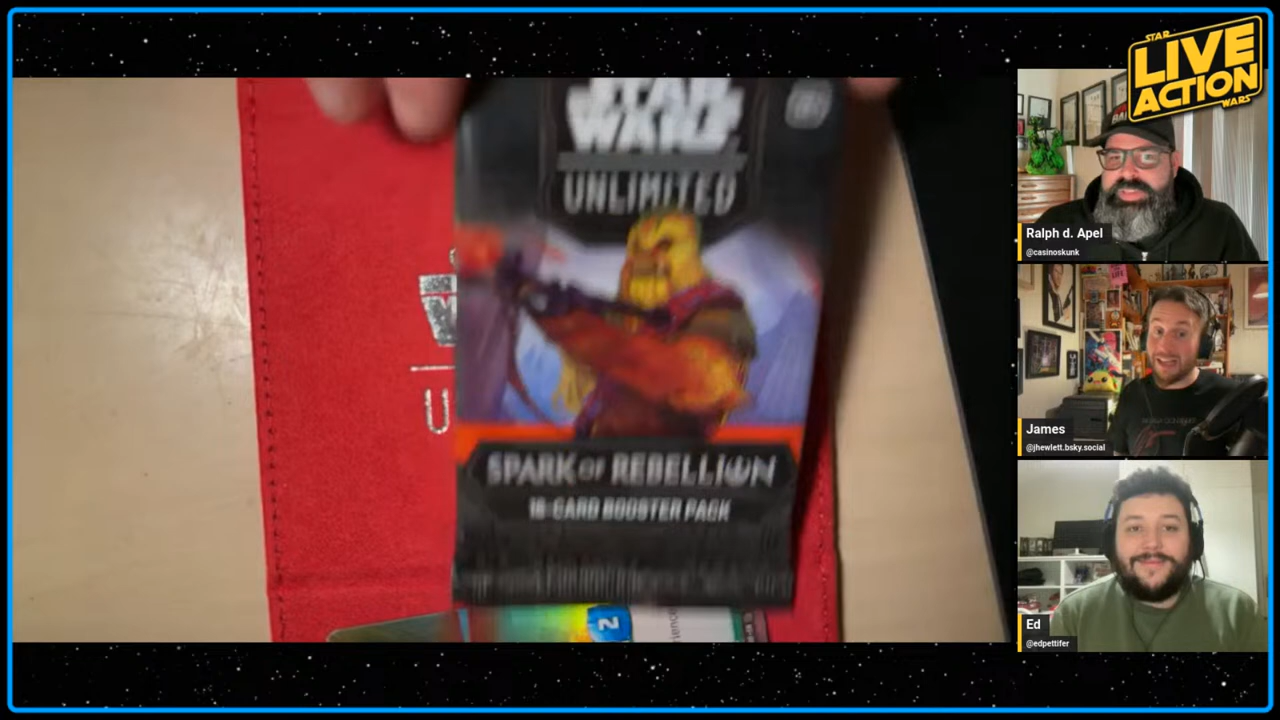 STAR
WARS
UNLIMITED
SPARK OF REBELLION
16-CARD BOOSTER PACK
U
2
STAR
LIVE
ACTION
WARS
Ralph d. Apel
@casinoskunk
James
@jhewlett.bsky.social
Ed
@edpettifer